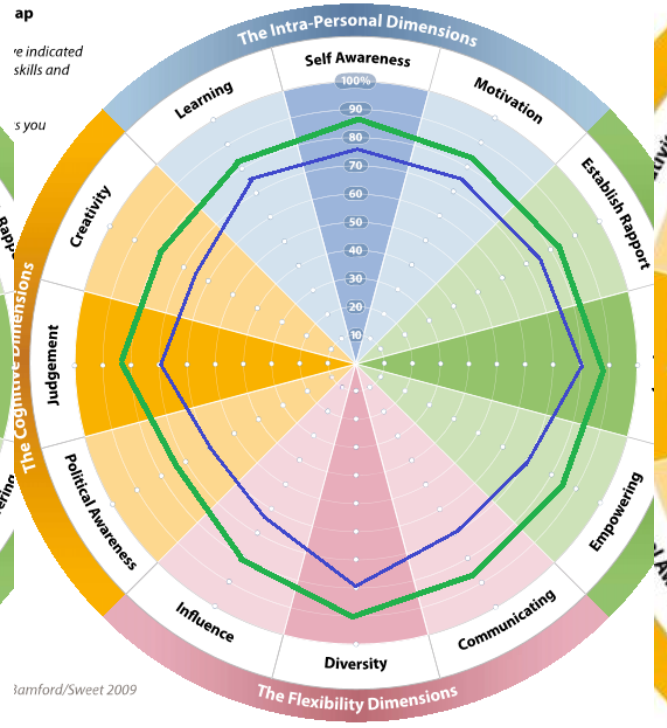 ap
ve indicated
skills and
s you
The Intra-Personal Dimensions
Self Awareness
Learning
Motivation
100%
90
80
70
60
50
40
30
20
10
Creativity
Establish Rapport
Judgement
The Cognitive Dimensions
Political Awareness
Empowering
Influence
Communicating
Diversity
The Flexibility Dimensions
Bamford/Sweet 2009